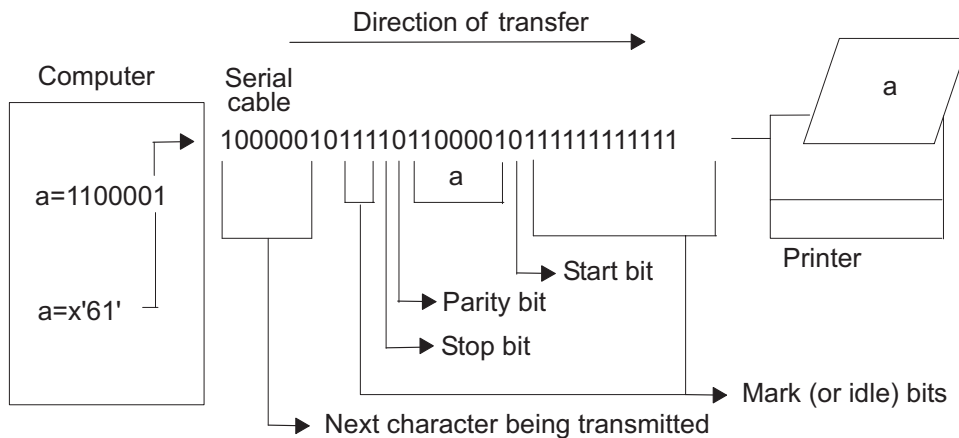 Direction of transfer
Computer
Serial
cable
a
100000101111011000010111111111111
a
a=1100001
Start bit
Printer
a=x'61'
Parity bit
Stop bit
Mark (or idle) bits
Next character being transmitted